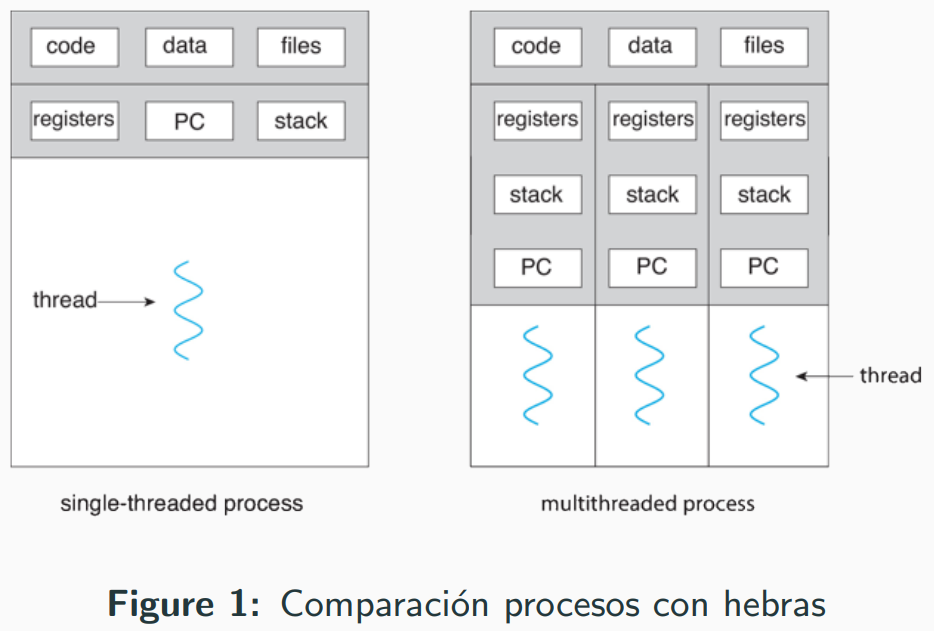 code data files
registers PC stack
thread
single-threaded process
code data files
registers registers registers
stack stack stack
PC PC PC
thread
multithreaded process
Figure 1: Comparación procesos con hebras